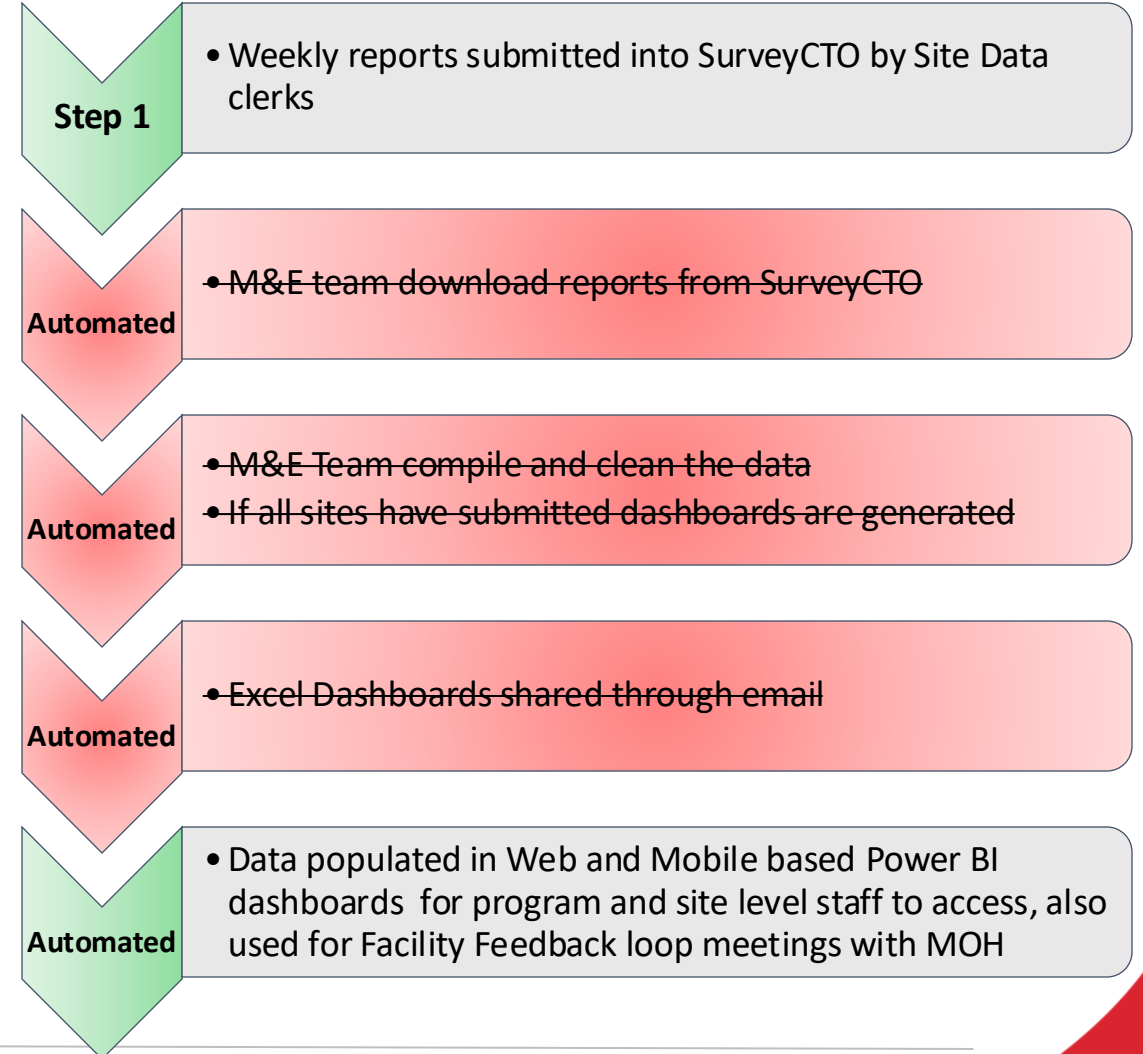 Step 1
• Weekly reports submitted into SurveyCTO by Site Data
clerks
Automated
• M&E team download reports from SurveyCTO
Automated
• M&E Team compile and clean the data
• If all sites have submitted dashboards are generated
Automated
• Excel Dashboards shared through email
Automated
• Data populated in Web and Mobile based Power BI
dashboards for program and site level staff to access, also
used for Facility Feedback loop meetings with MOH